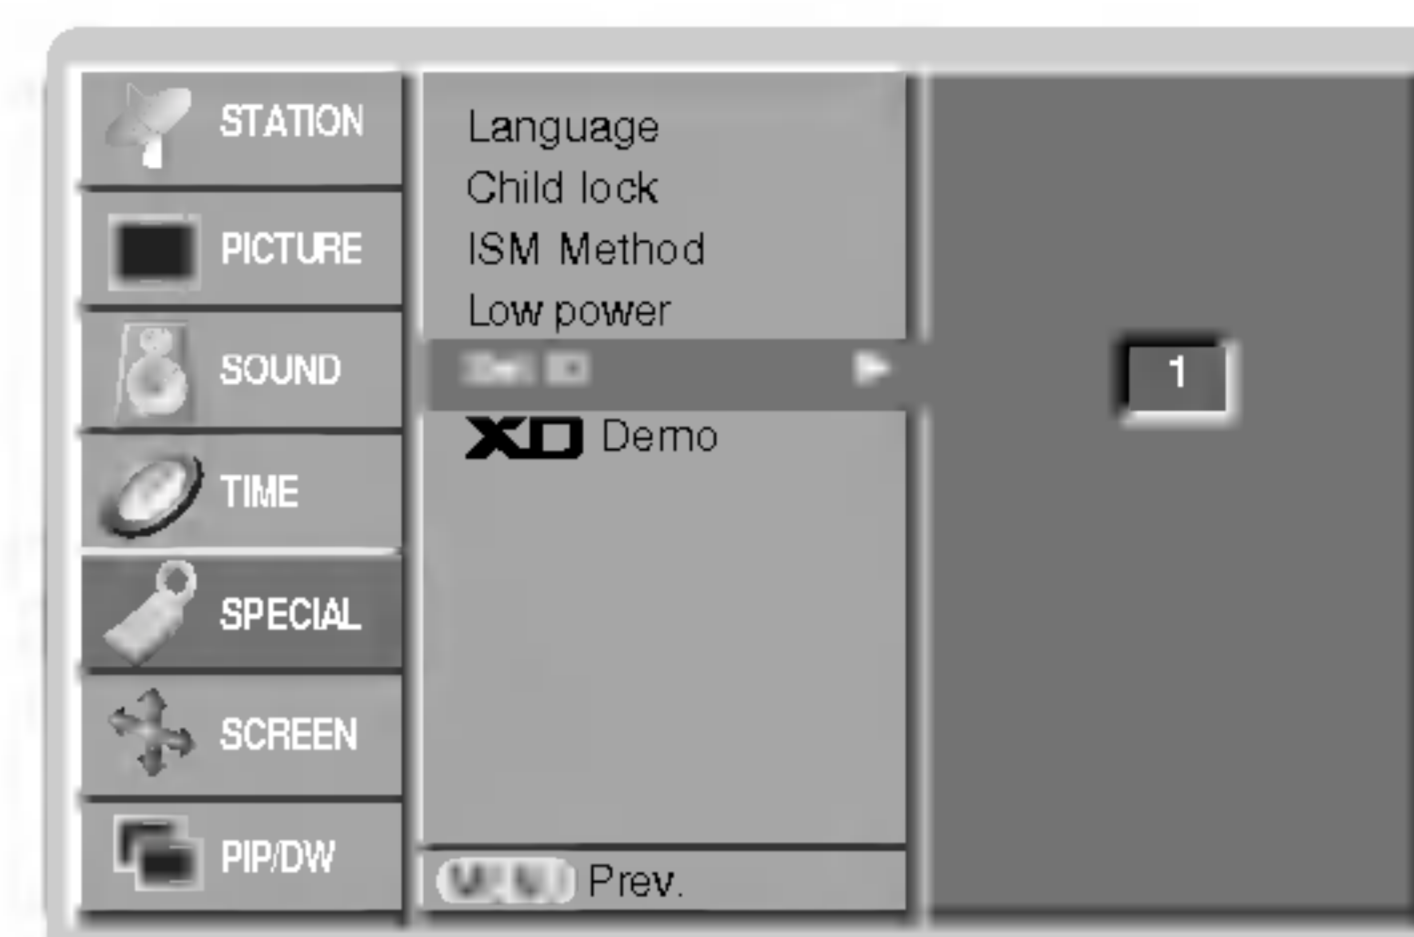 STATION
PICTURE
SOUND
TIME
SPECIAL
SCREEN
PIP/DW
Language
Child lock
ISM Method
Low power
XD Demo
Prev.
1